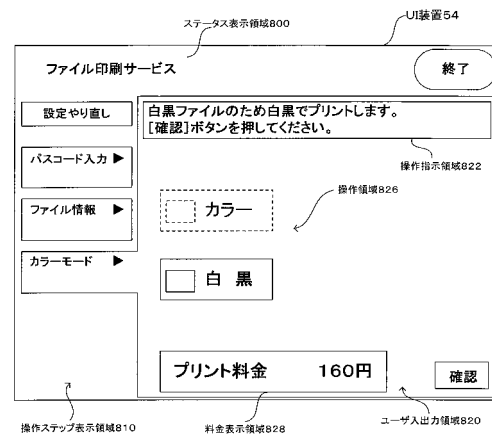 ステータス表示領域800
UI装置54
ファイル印刷サービス
終了
設定やり直し
白黒ファイルのため白黒でプリントします。
[確認]ボタンを押してください。
操作指示領域822
パスコード入力 ▶
操作領域826
ファイル情報 ▶
カラー
カラーモード ▶
白 黒
プリント料金 160円
確認
操作ステップ表示領域810
料金表示領域828
ユーザ入出力領域820